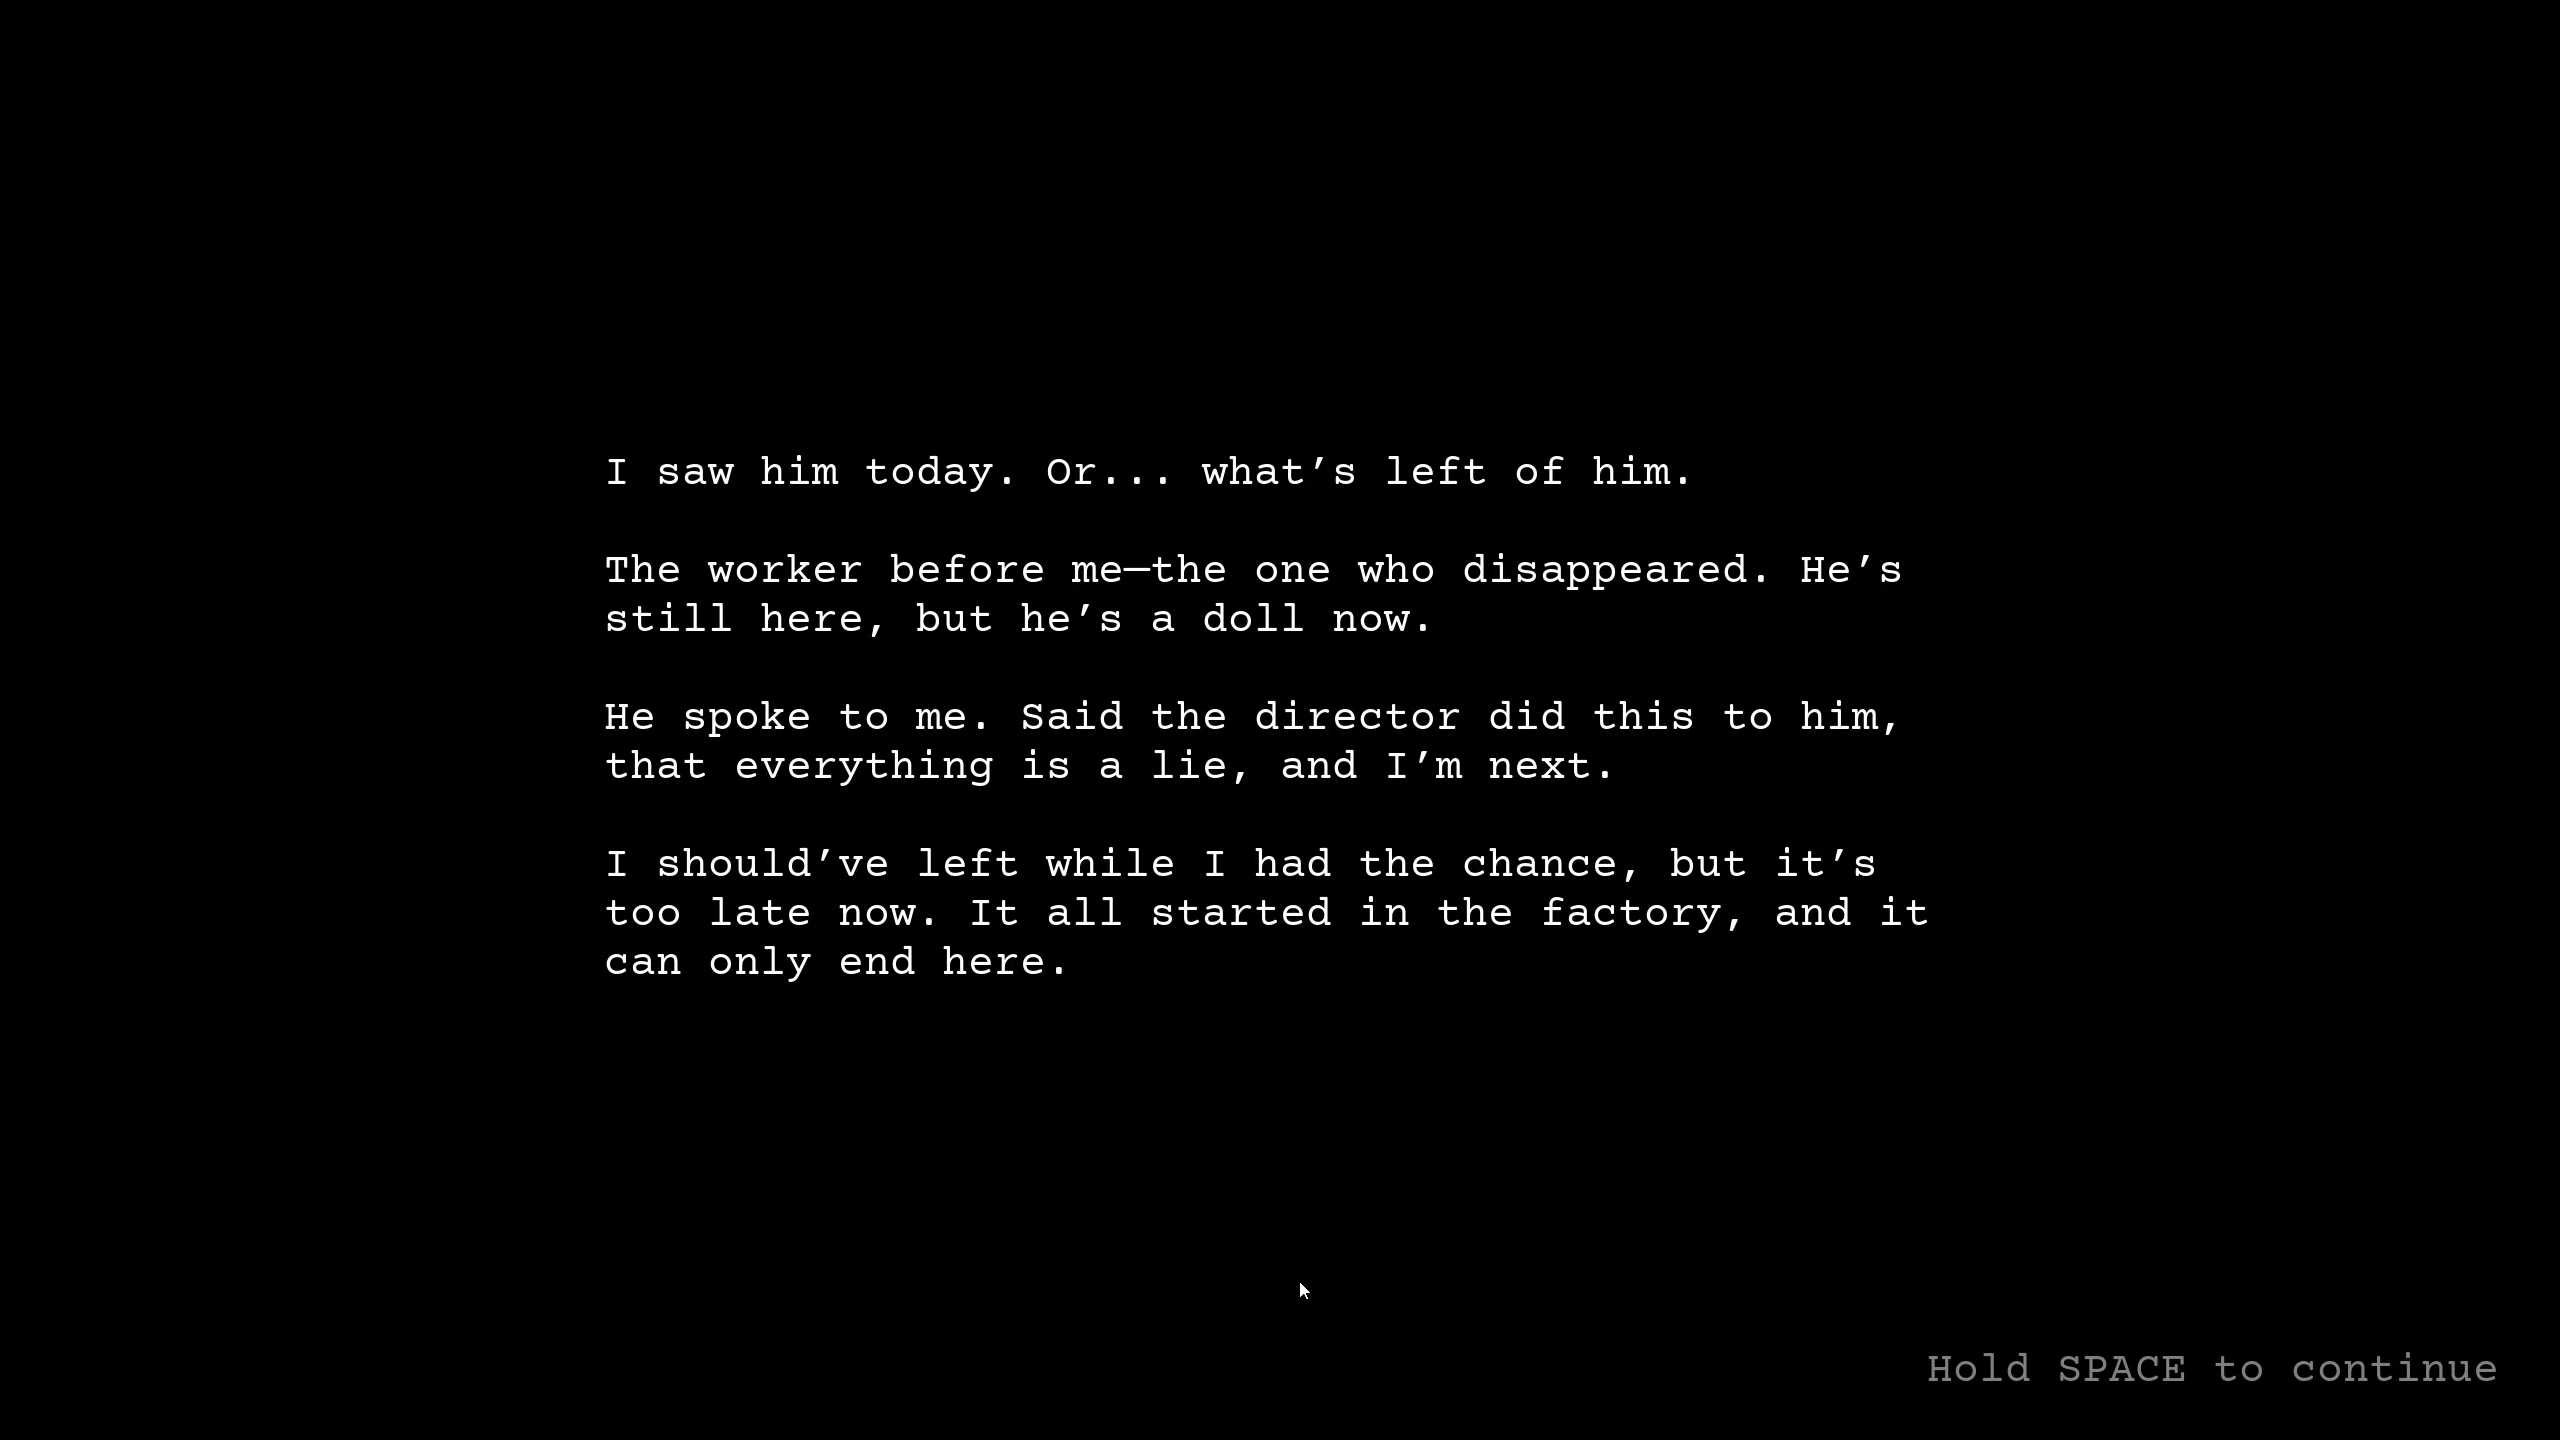 I saw him today. Or... what’s left of him.
The worker before me—the one who disappeared. He’s
still here, but he’s a doll now.
He spoke to me. Said the director did this to him,
that everything is a lie, and I’m next.
I should’ve left while I had the chance, but it’s
too late now. It all started in the factory, and it
can only end here.
Hold SPACE to continue